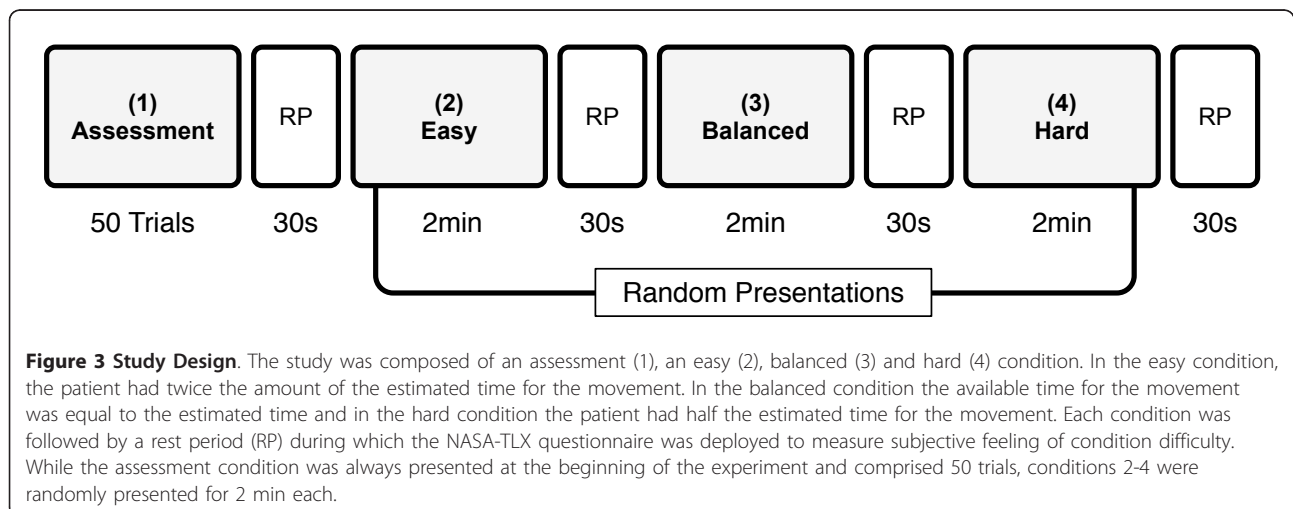 (1) RP (2) RP (3) RP (4) RP
Assessment Easy Balanced Hard
50 Trials 30s 2min 30s 2min 30s 2min 30s
Random Presentations
Figure 3 Study Design. The study was composed of an assessment (1), an easy (2), balanced (3) and hard (4) condition. In the easy condition,
the patient had twice the amount of the estimated time for the movement. In the balanced condition the available time for the movement
was equal to the estimated time and in the hard condition the patient had half the estimated time for the movement. Each condition was
followed by a rest period (RP) during which the NASA-TLX questionnaire was deployed to measure subjective feeling of condition difficulty.
While the assessment condition was always presented at the beginning of the experiment and comprised 50 trials, conditions 2-4 were
randomly presented for 2 min each.